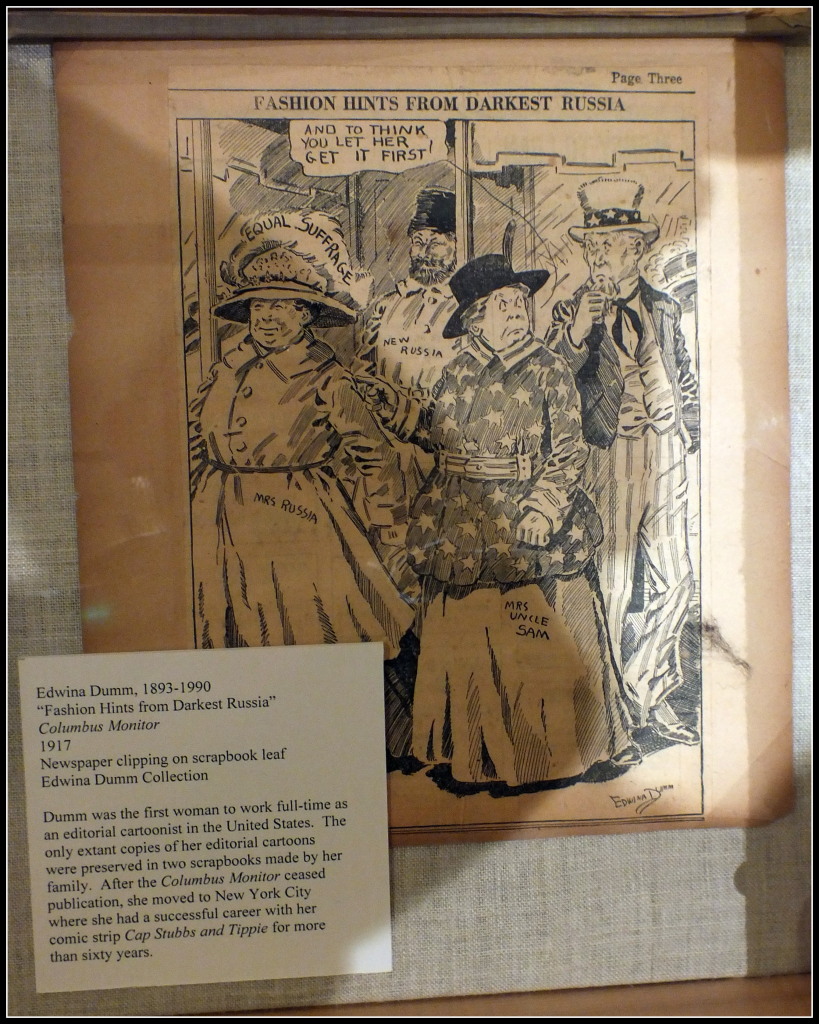 Page Three
FASHION HINTS FROM DARKEST RUSSIA
AND TO THINK
YOU LET HER
GET IT FIRST!
EQUAL SUFFRAGE
NEW
RUSSIA
MRS RUSSIA
MRS
UNCLE
SAM
EDWINA DUMM
Edwina Dumm, 1893-1990
“Fashion Hints from Darkest Russia”
Columbus Monitor
1917
Newspaper clipping on scrapbook leaf
Edwina Dumm Collection
Dumm was the first woman to work full-time as
an editorial cartoonist in the United States. The
only extant copies of her editorial cartoons
were preserved in two scrapbooks made by her
family. After the Columbus Monitor ceased
publication, she moved to New York City
where she had a successful career with her
comic strip Cap Stubbs and Tippie for more
than sixty years.